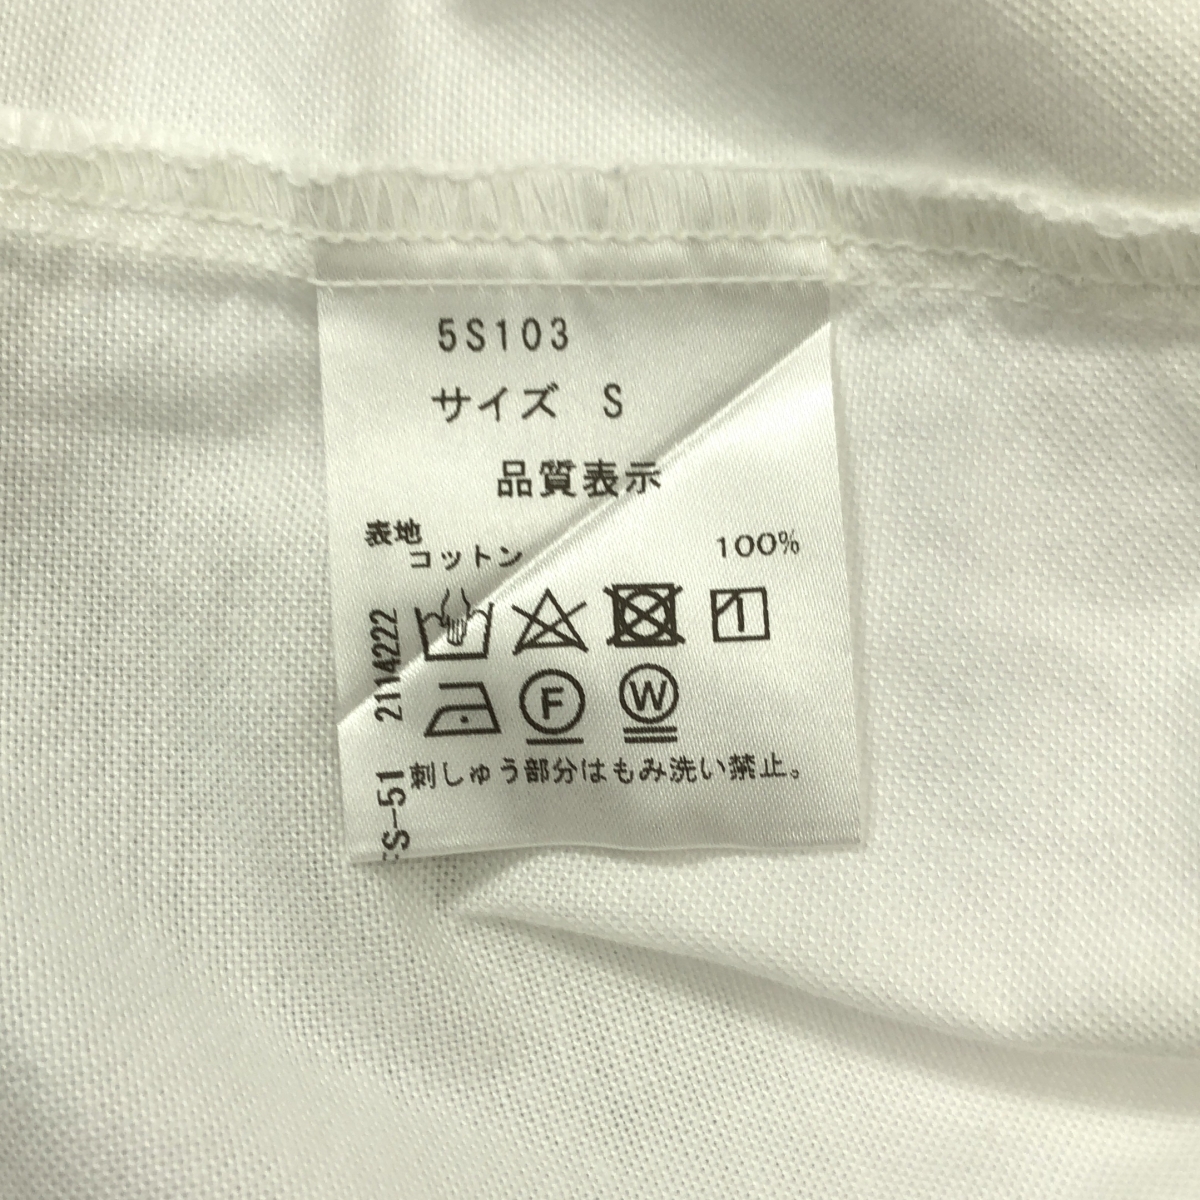 5S103
サイズ S
品質表示
表地
コットン 100%
F W
刺しゅう部分はもみ洗い禁止。
2114222
FS-51